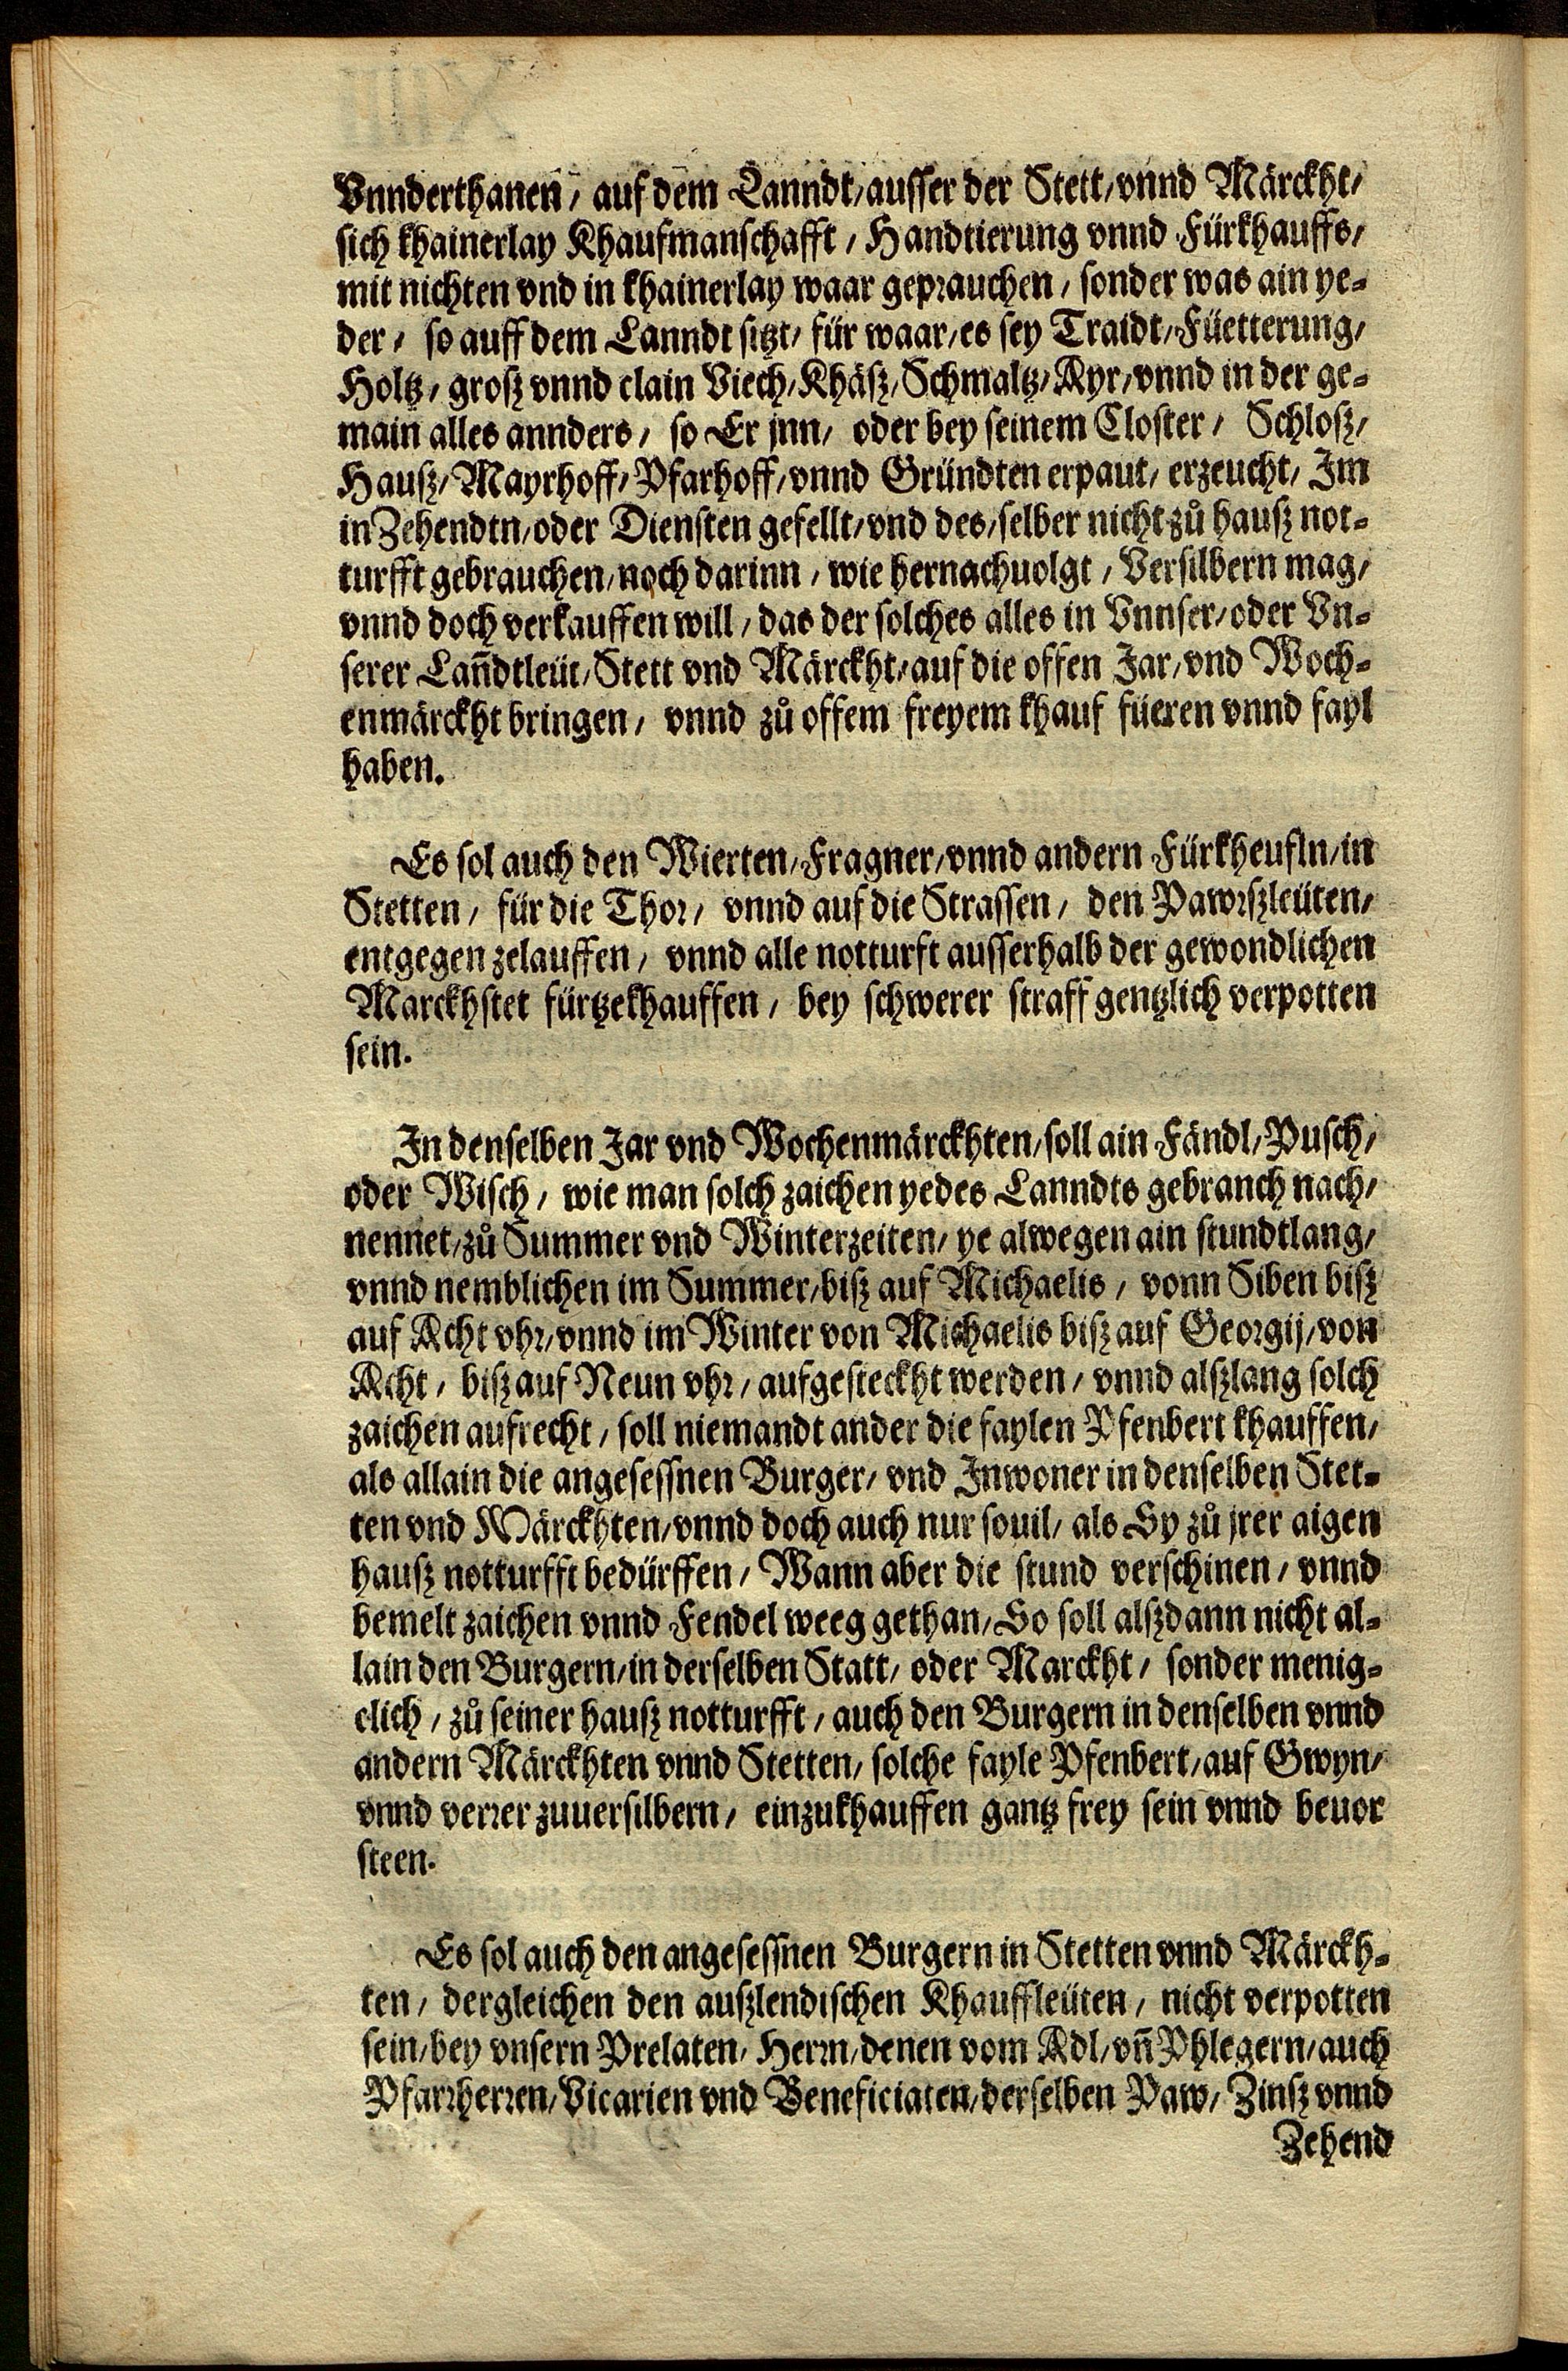 Vnnderthanen / auf dem Lanndt / ausser der Stett / vnnd Märckht /
sich khainerlay Khaufmanschafft / Handtierung vnnd Fürkhauffs /
mit nichten vnd in khainerlay waar geprauchen / sonder was ain ye-
der / so auff dem Lanndt sitzt / für waar / es sey Traidt / Füetterung /
Holtz / grosz vnnd clain Viech / Khäsz / Schmaltz / Ayr / vnnd in der ge-
main alles annders / so Er jnn / oder bey seinem Closter / Schlosz /
Hausz / Mayrhoff / Pfarhoff / vnnd Gründten erpaut / erzeucht / Im
in Zehendtn / oder Diensten gefellt / vnd des / selber nicht zů hausz not-
turfft gebrauchen / noch darinn / wie hernachuolgt / Versilbern mag /
vnnd doch verkauffen will / das der solches alles in Vnnser / oder Vn-
serer Lañdtleüt / Stett vnd Märckht / auf die offen Jar / vnd Woch-
enmärckht bringen / vnnd zů offem freyem khauf füeren vnnd fayl
haben.
Es sol auch den Wierten / Fragner / vnnd andern Fürkheufln / in
Stetten / für die Thor / vnnd auf die Strassen / den Pawrszleüten /
entgegen zelauffen / vnnd alle notturft ausserhalb der gewondlichen
Marckhstet fürtzekhauffen / bey schwerer straff gentzlich verpotten
sein.
In denselben Jar vnd Wochenmärckhten / soll ain Fändl / Pusch /
oder Wisch / wie man solch zaichen yedes Lanndts gebranch nach /
nennet / zů Summer vnd Winterzeiten / ye alwegen ain stundtlang /
vnnd nemblichen im Summer / bisz auf Michaelis / vonn Siben bisz
auf Acht vhr / vnnd im Winter von Michaelis bisz auf Georgij / von
Acht / bisz auf Neun vhr / aufgesteckht werden / vnnd alszlang solch
zaichen aufrecht / soll niemandt ander die faylen Pfenbert khauffen /
als allain die angesessnen Burger / vnd Inwoner in denselben Stet-
ten vnd Märckhten / vnnd doch auch nur souil / als Sy zů jrer aigen
hausz notturfft bedürffen / Wann aber die stund verschinen / vnnd
bemelt zaichen vnnd Fendel weeg gethan / So soll alszdann nicht al-
lain den Burgern / in derselben Statt / oder Marckht / sonder menig-
clich / zů seiner hausz notturfft / auch den Burgern in denselben vnnd
andern Märckhten vnnd Stetten / solche fayle Pfenbert / auf Gwyn /
vnnd verrer zuuersilbern / einzukhauffen gantz frey sein vnnd beuor
steen.
Es sol auch den angesessnen Burgern in Stetten vnnd Märckh-
ten / dergleichen den auszlendischen Khauffleüten / nicht verpotten
sein / bey vnsern Prelaten / Herrn / denen vom Adl / vñ Phlegern / auch
Pfarrherren / Vicarien vnd Beneficiaten / derselben Paw / Zinsz vnnd
Zehend